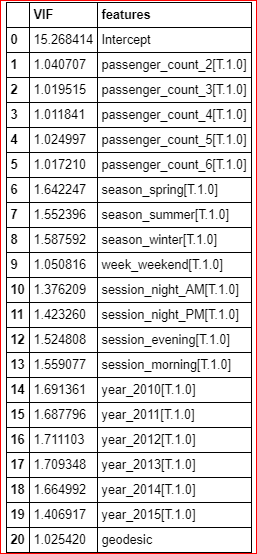 VIF features
0 15.268414 Intercept
1 1.040707 passenger_count_2[T.1.0]
2 1.019515 passenger_count_3[T.1.0]
3 1.011841 passenger_count_4[T.1.0]
4 1.024997 passenger_count_5[T.1.0]
5 1.017210 passenger_count_6[T.1.0]
6 1.642247 season_spring[T.1.0]
7 1.552396 season_summer[T.1.0]
8 1.587592 season_winter[T.1.0]
9 1.050816 week_weekend[T.1.0]
10 1.376209 session_night_AM[T.1.0]
11 1.423260 session_night_PM[T.1.0]
12 1.524808 session_evening[T.1.0]
13 1.559077 session_morning[T.1.0]
14 1.691361 year_2010[T.1.0]
15 1.687796 year_2011[T.1.0]
16 1.711103 year_2012[T.1.0]
17 1.709348 year_2013[T.1.0]
18 1.664992 year_2014[T.1.0]
19 1.406917 year_2015[T.1.0]
20 1.025420 geodesic